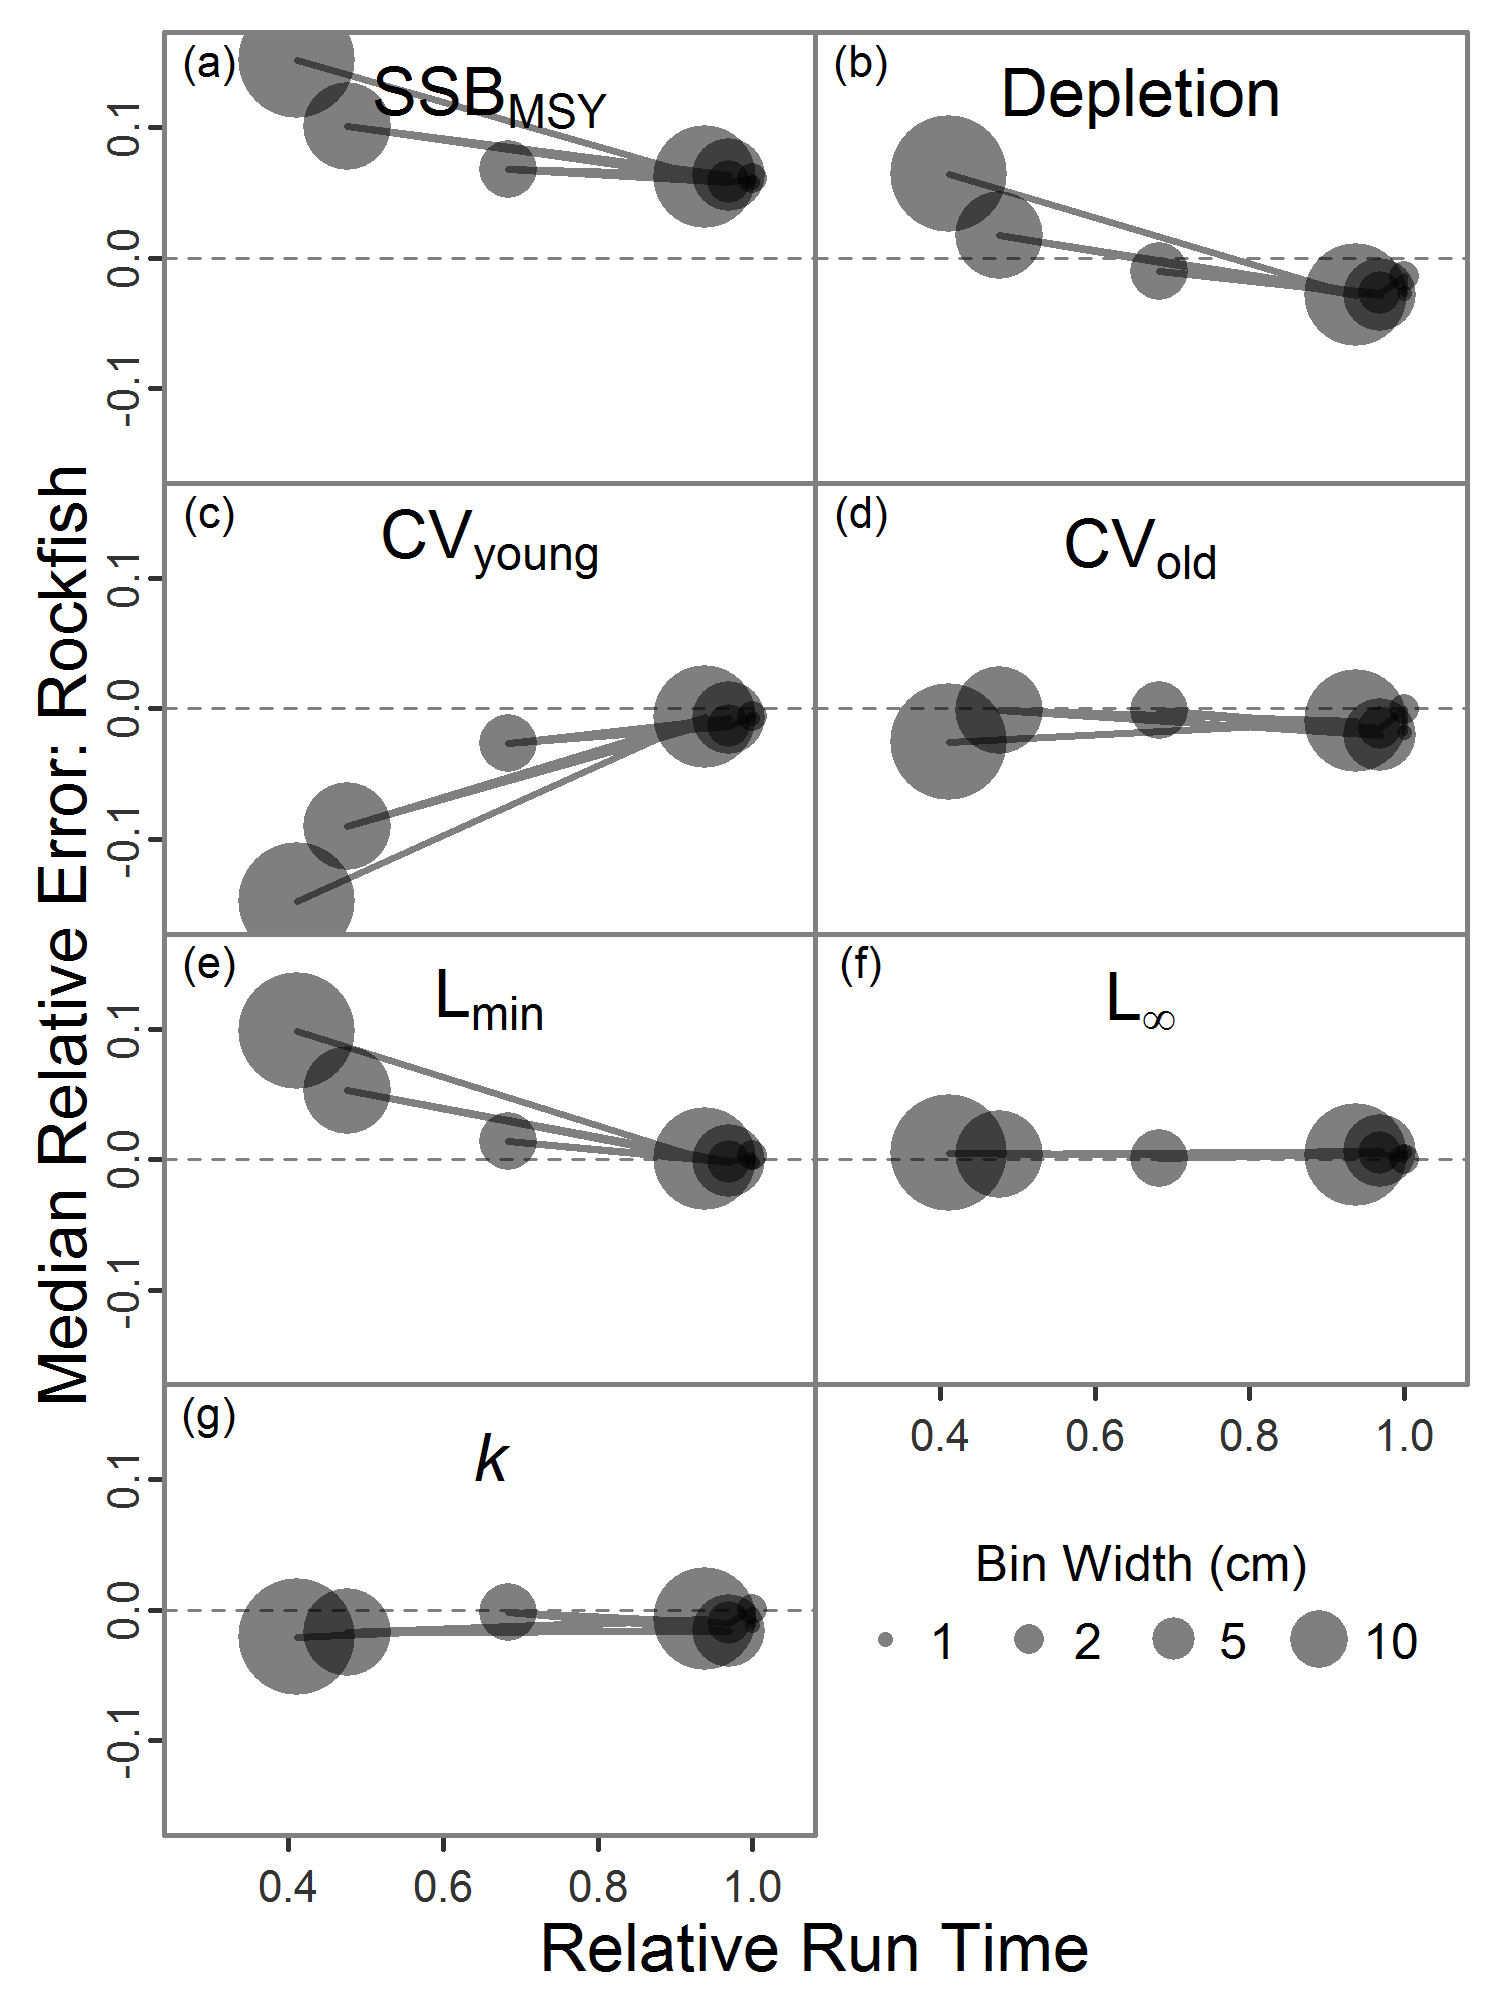 Median Relative Error: Rockfish
(a)
SSBMSY
0.1
0.0
-0.1
(b)
Depletion
(c)
CVyoung
0.1
0.0
-0.1
(d)
CVold
(e)
Lmin
0.1
0.0
-0.1
(f)
L∞
0.4 0.6 0.8 1.0
(g)
k
0.1
0.0
-0.1
Bin Width (cm)
1 2 5 10
0.4 0.6 0.8 1.0
Relative Run Time